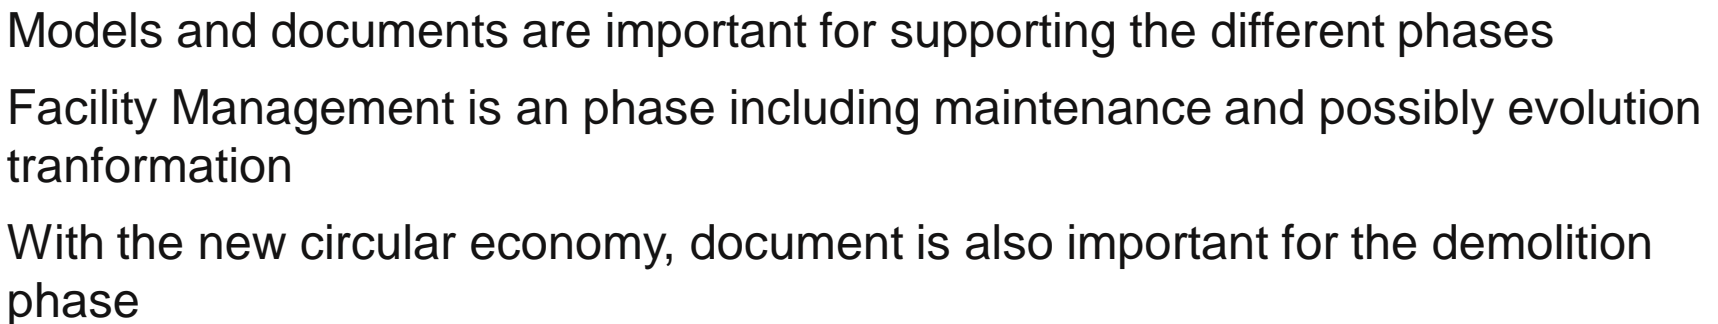 Models and documents are important for supporting the different phases
Facility Management is an phase including maintenance and possibly evolution
tranformation
With the new circular economy, document is also important for the demolition
phase